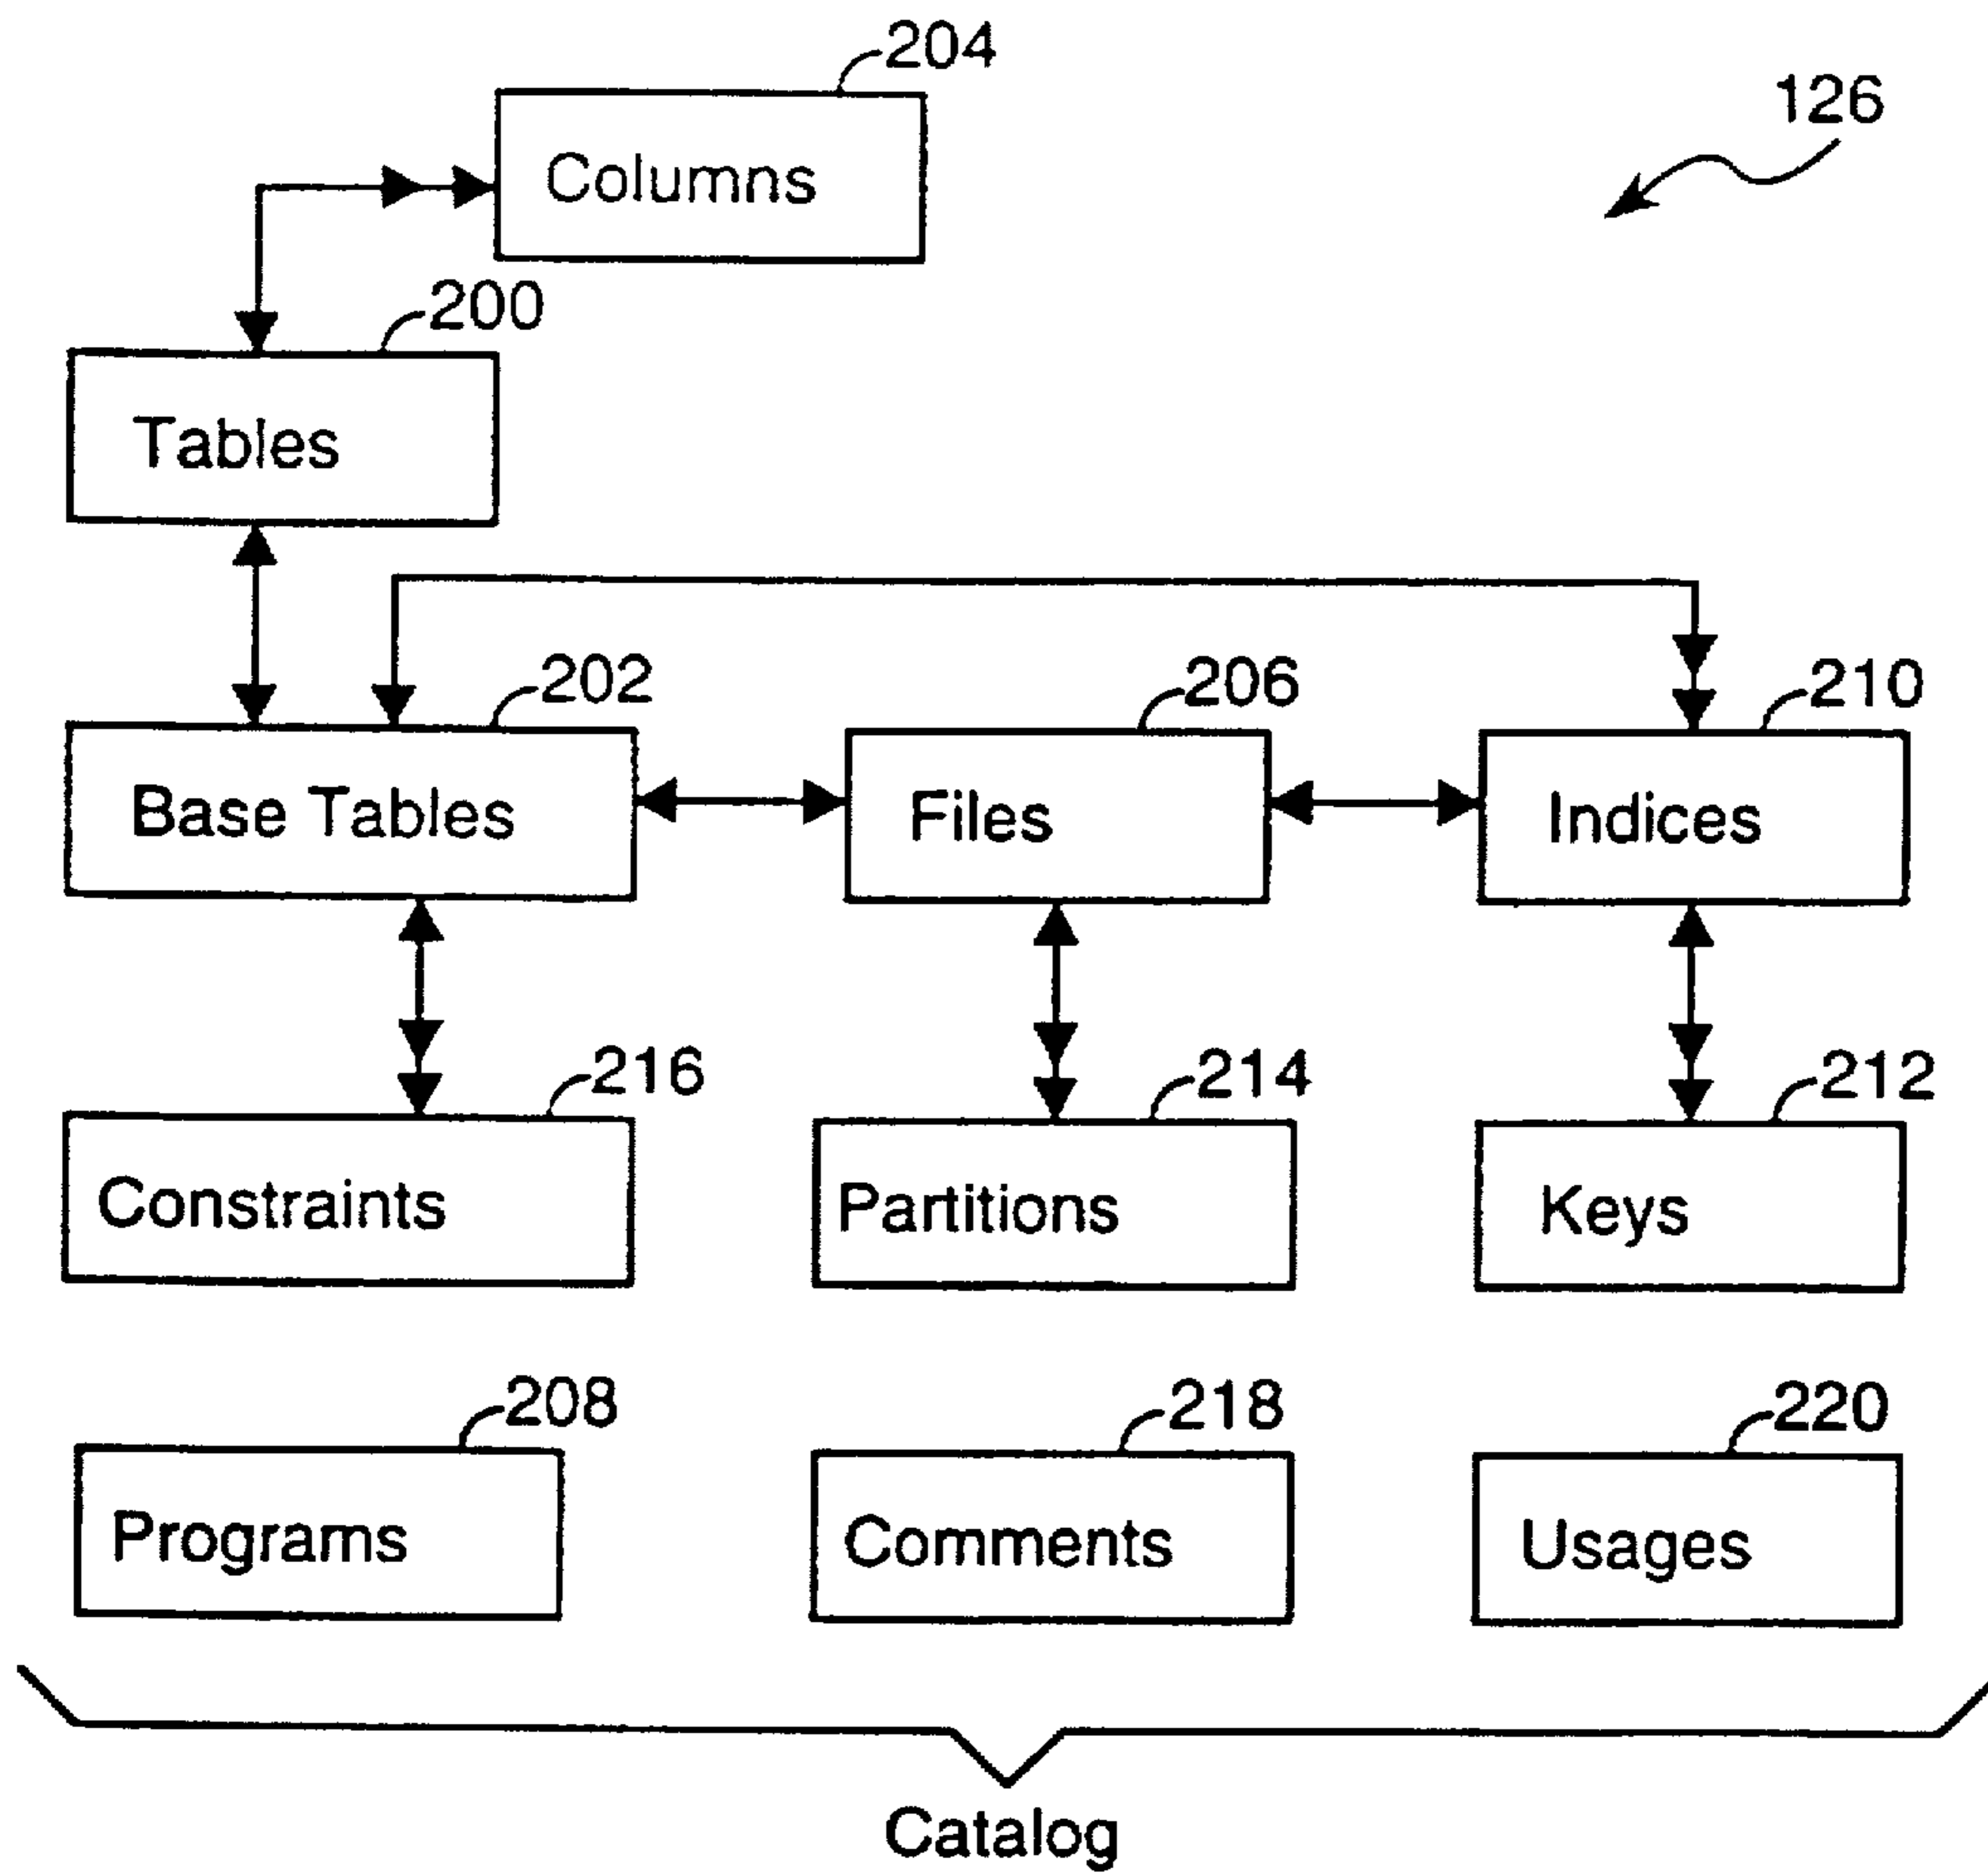 204
126
Columns
200
Tables
202
206
210
Base Tables
Files
Indices
216
214
212
Constraints
Partitions
Keys
208
218
220
Programs
Comments
Usages
Catalog